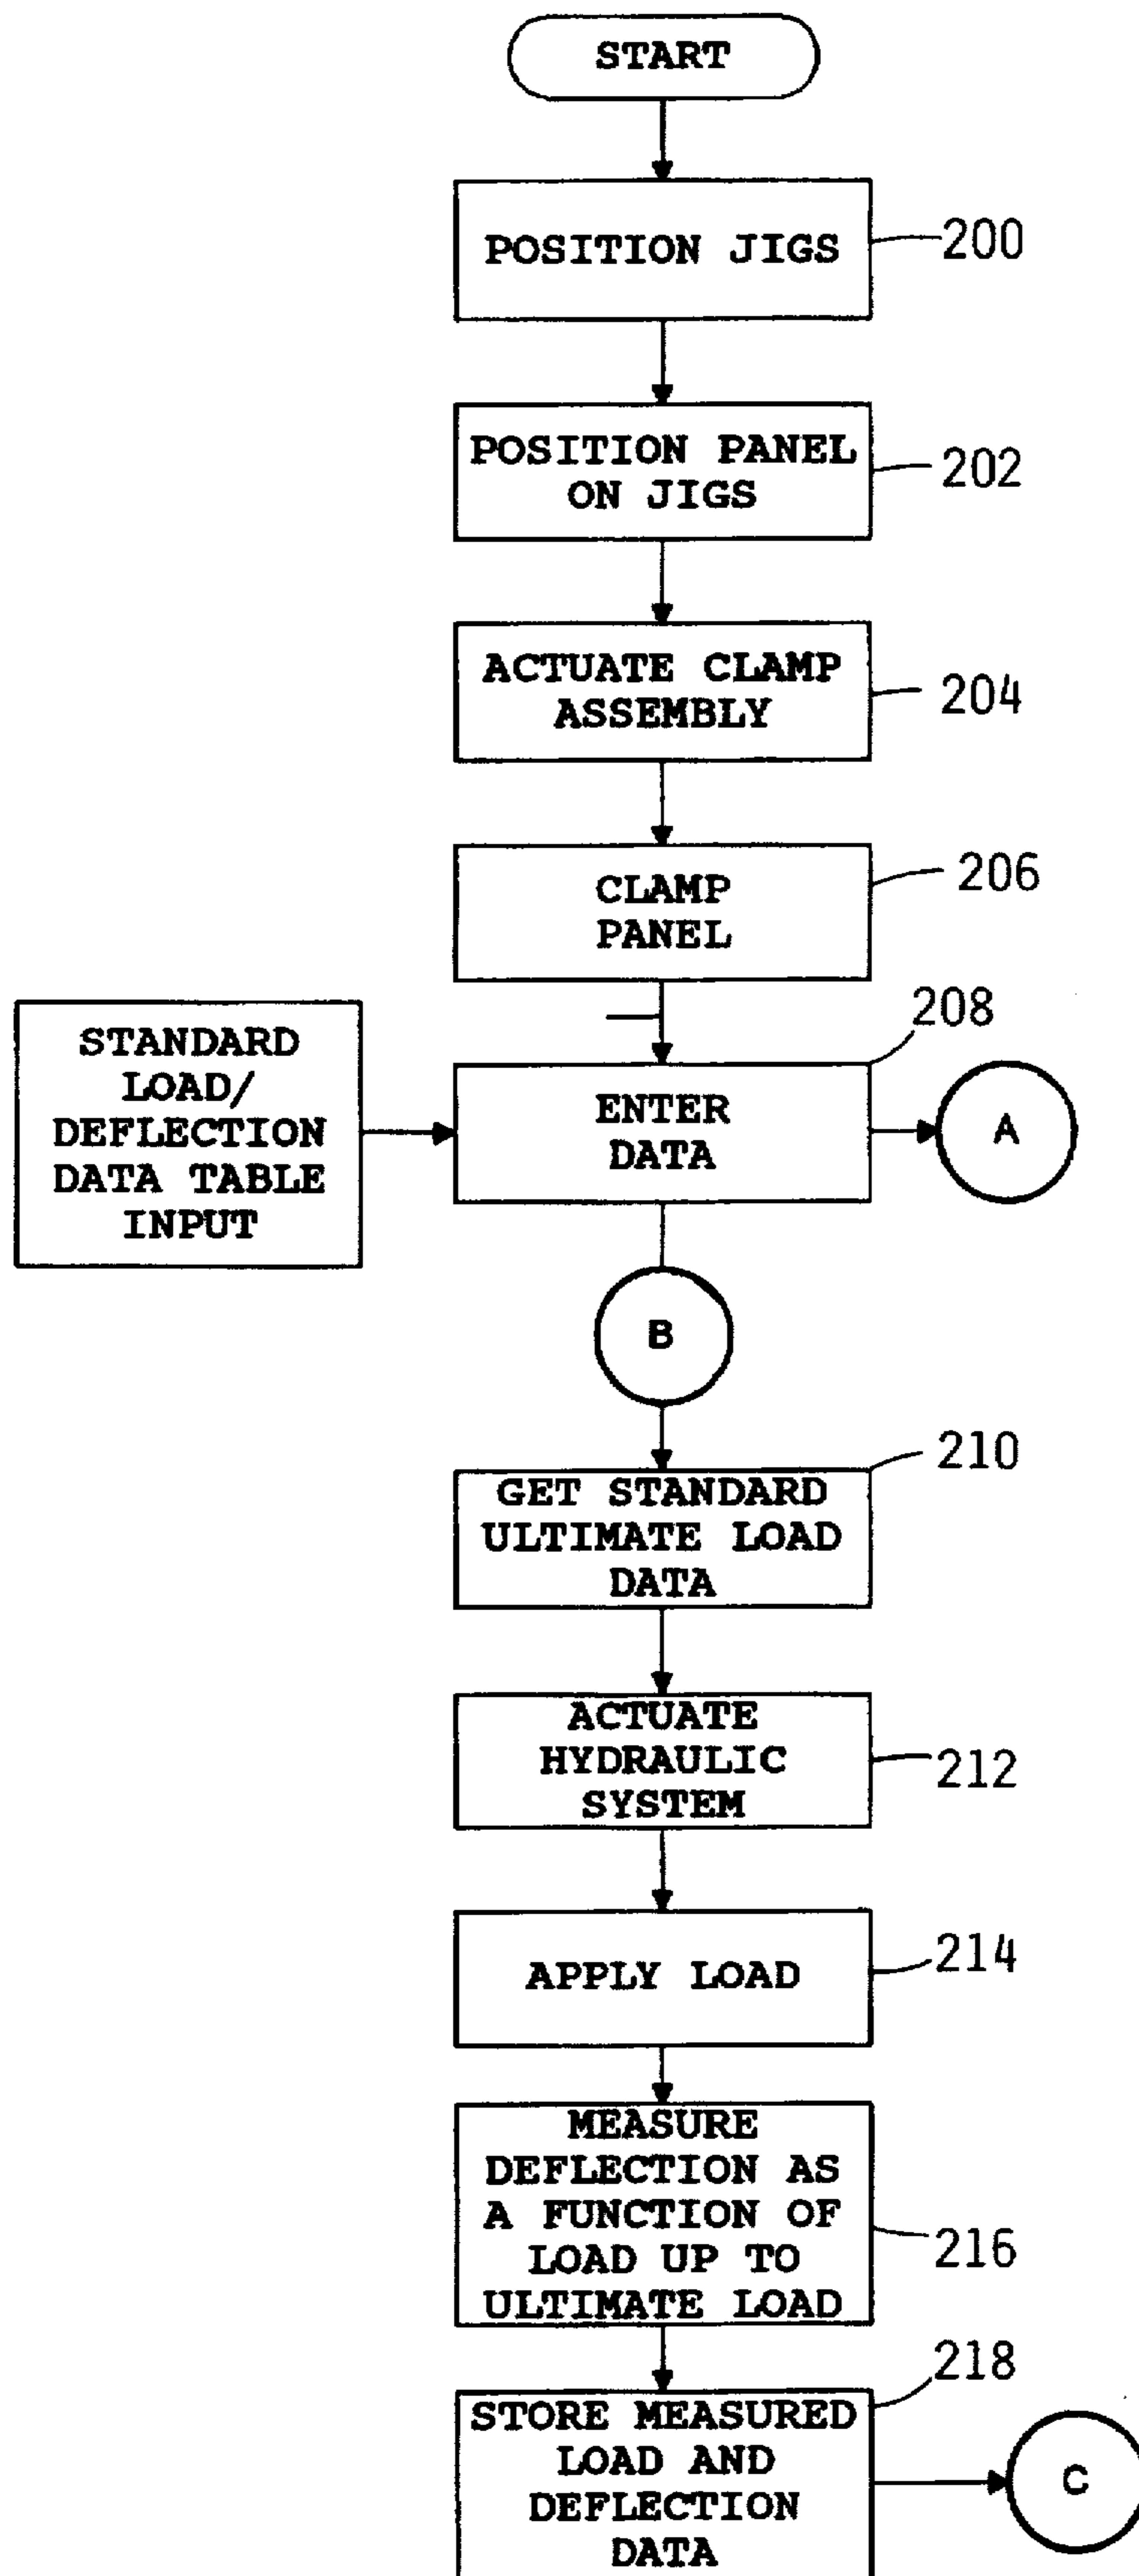 START
POSITION JIGS
200
POSITION PANEL
ON JIGS
202
ACTUATE CLAMP
ASSEMBLY
204
CLAMP
PANEL
206
STANDARD
LOAD/
DEFLECTION
DATA TABLE
INPUT
208
ENTER
DATA
A
B
210
GET STANDARD
ULTIMATE LOAD
DATA
ACTUATE
HYDRAULIC
SYSTEM
212
APPLY LOAD
214
MEASURE
DEFLECTION AS
A FUNCTION OF
LOAD UP TO
ULTIMATE LOAD
216
218
STORE MEASURED
LOAD AND
DEFLECTION
DATA
C